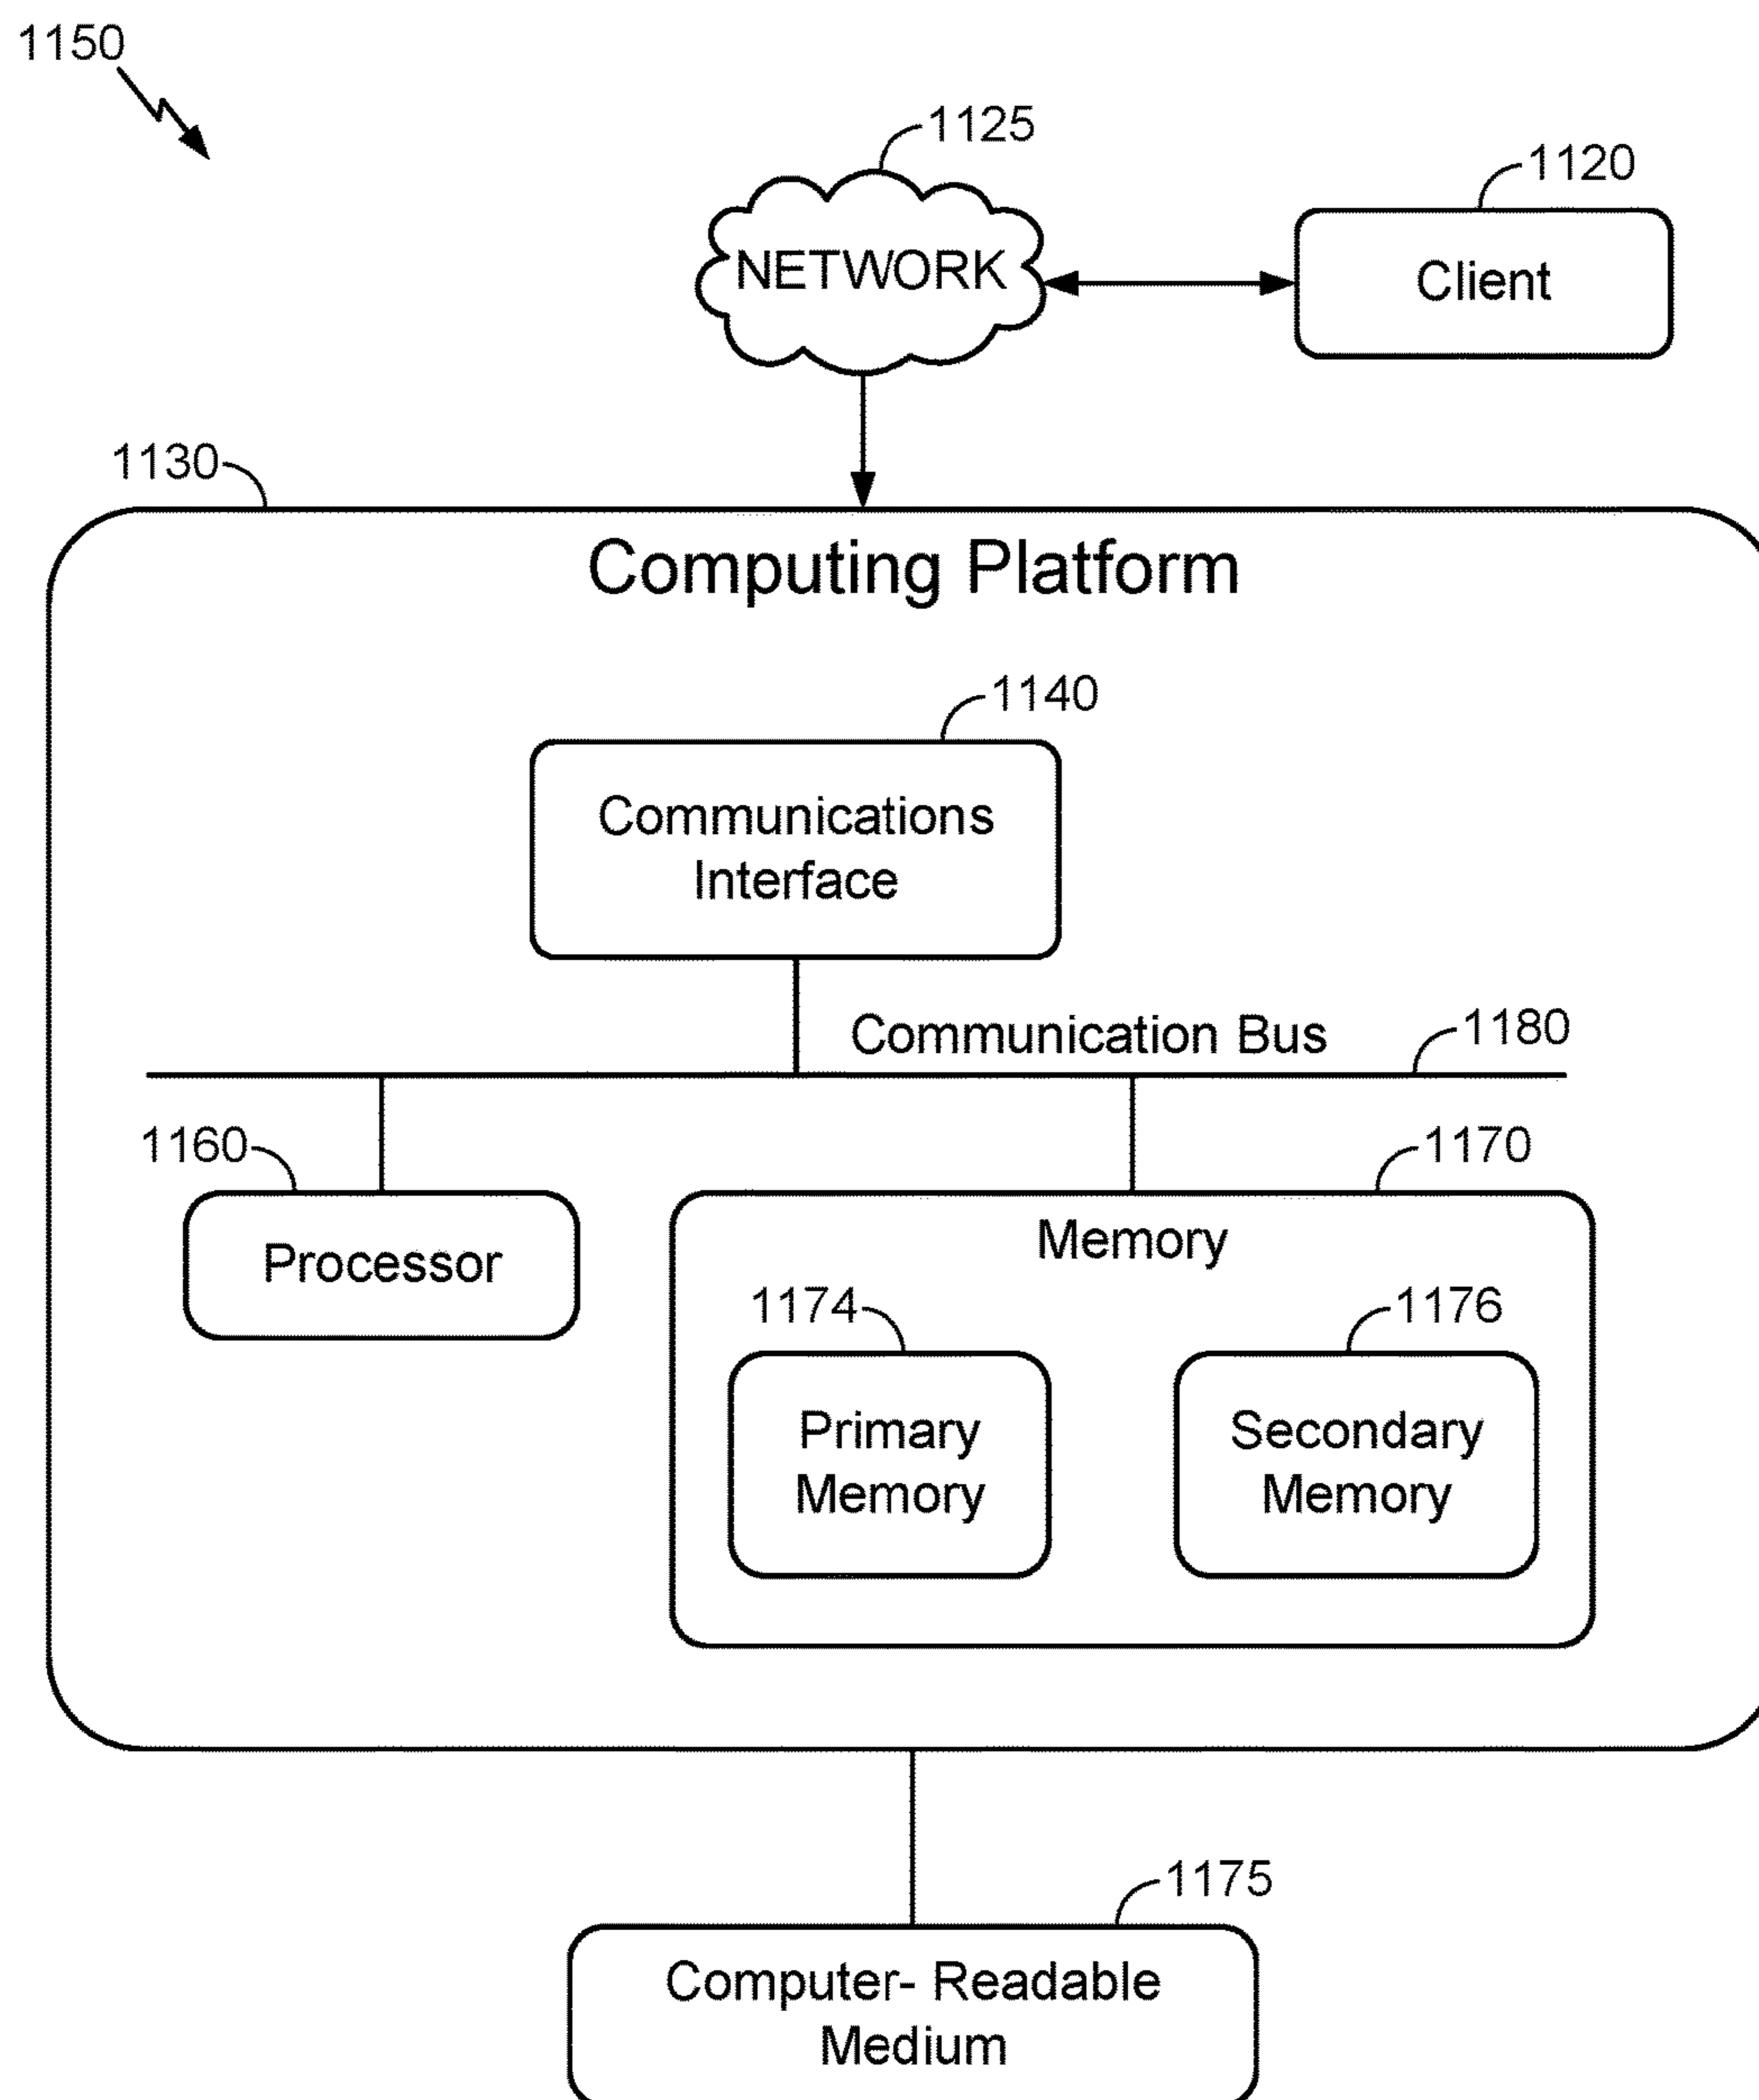 1150
1125
1120
NETWORK
Client
1130
Computing Platform
1140
Communications
Interface
Communication Bus
1180
1160
1170
Processor
Memory
1174
1176
Primary
Memory
Secondary
Memory
1175
Computer- Readable
Medium